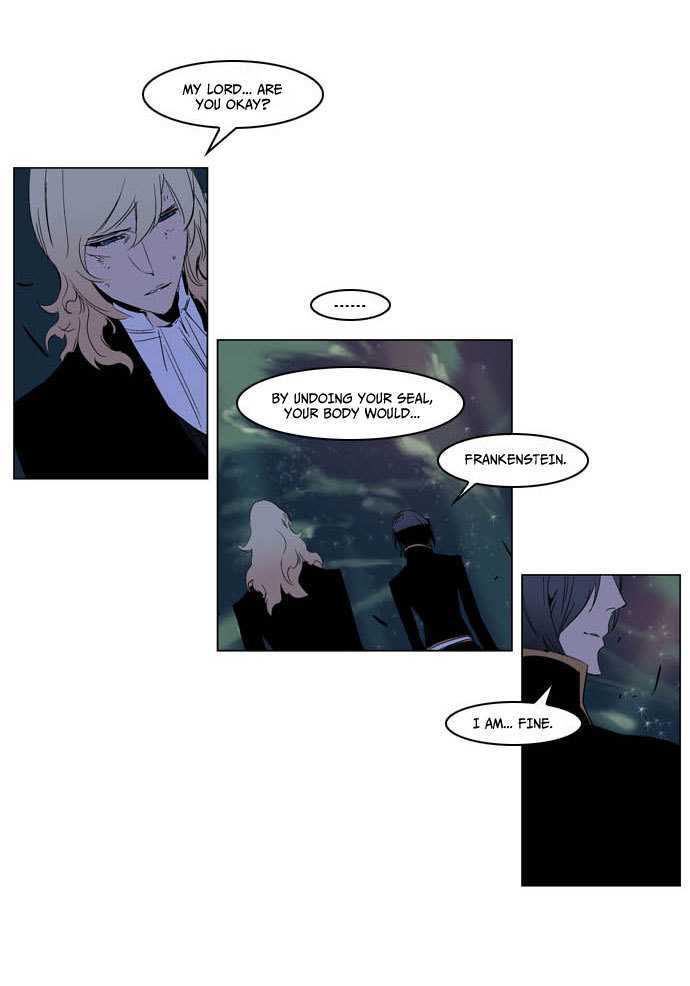 MY LORD... ARE
YOU OKAY?
------
BY UNDOING YOUR SEAL,
YOUR BODY WOULD...
FRANKENSTEIN.
I AM... FINE.